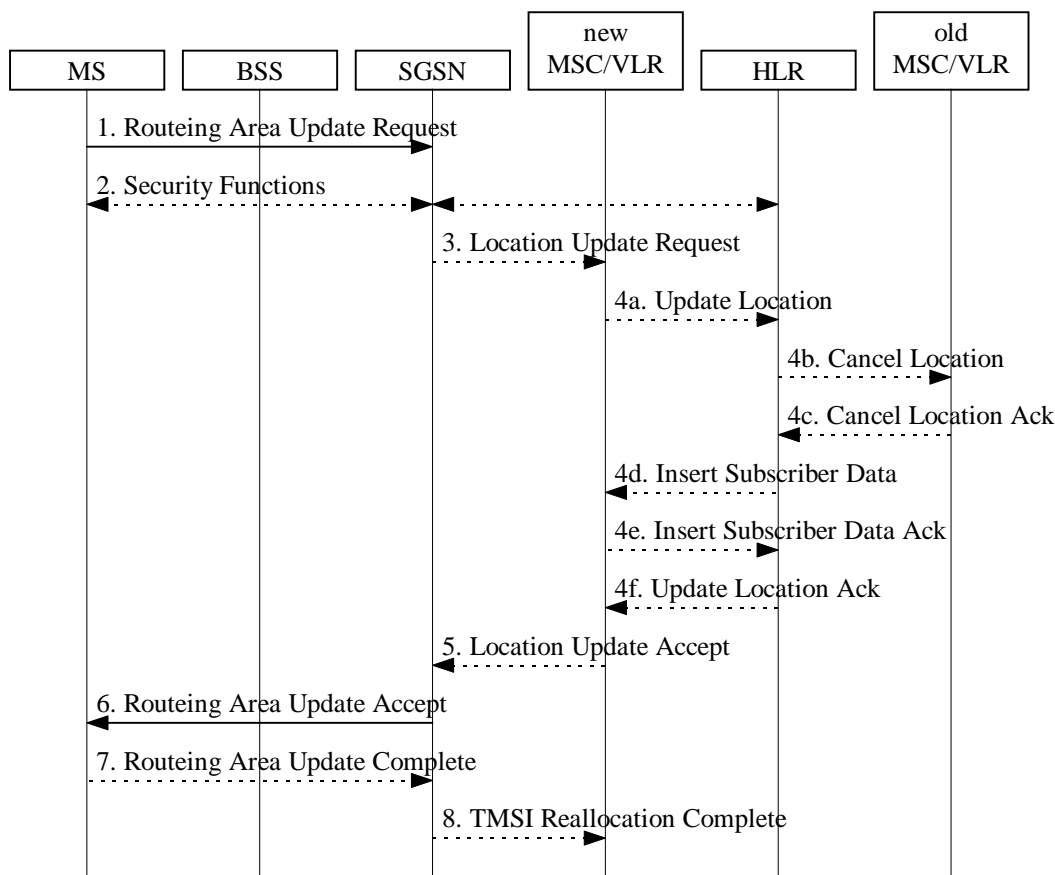 new
old
MS
BSS
SGSN
MSC/VLR
HLR
MSC/VLR
1. Routeing Area Update Request
2. Security Functions
3. Location Update Request
4a. Update Location
4b. Cancel Location
4c. Cancel Location Ack
4d. Insert Subscriber Data
4e. Insert Subscriber Data Ack
4f. Update Location Ack
5. Location Update Accept
6. Routeing Area Update Accept
7. Routeing Area Update Complete
8. TMSI Reallocation Complete